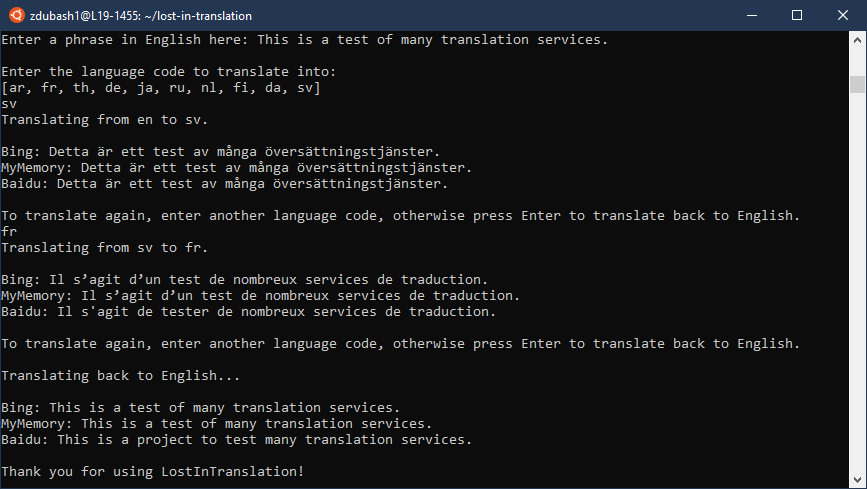 zdubash1@L19-1455: ~/lost-in-translation
Enter a phrase in English here: This is a test of many translation services.
Enter the language code to translate into:
[ar, fr, th, de, ja, ru, nl, fi, da, sv]
sv
Translating from en to sv.
Bing: Detta är ett test av många översättningstjänster.
MyMemory: Detta är ett test av många översättningstjänster.
Baidu: Detta är ett test av många översättningstjänster.
To translate again, enter another language code, otherwise press Enter to translate back to English.
fr
Translating from sv to fr.
Bing: Il s’agit d’un test de nombreux services de traduction.
MyMemory: Il s’agit d’un test de nombreux services de traduction.
Baidu: Il s'agit de tester de nombreux services de traduction.
To translate again, enter another language code, otherwise press Enter to translate back to English.
Translating back to English...
Bing: This is a test of many translation services.
MyMemory: This is a test of many translation services.
Baidu: This is a project to test many translation services.
Thank you for using LostInTranslation!